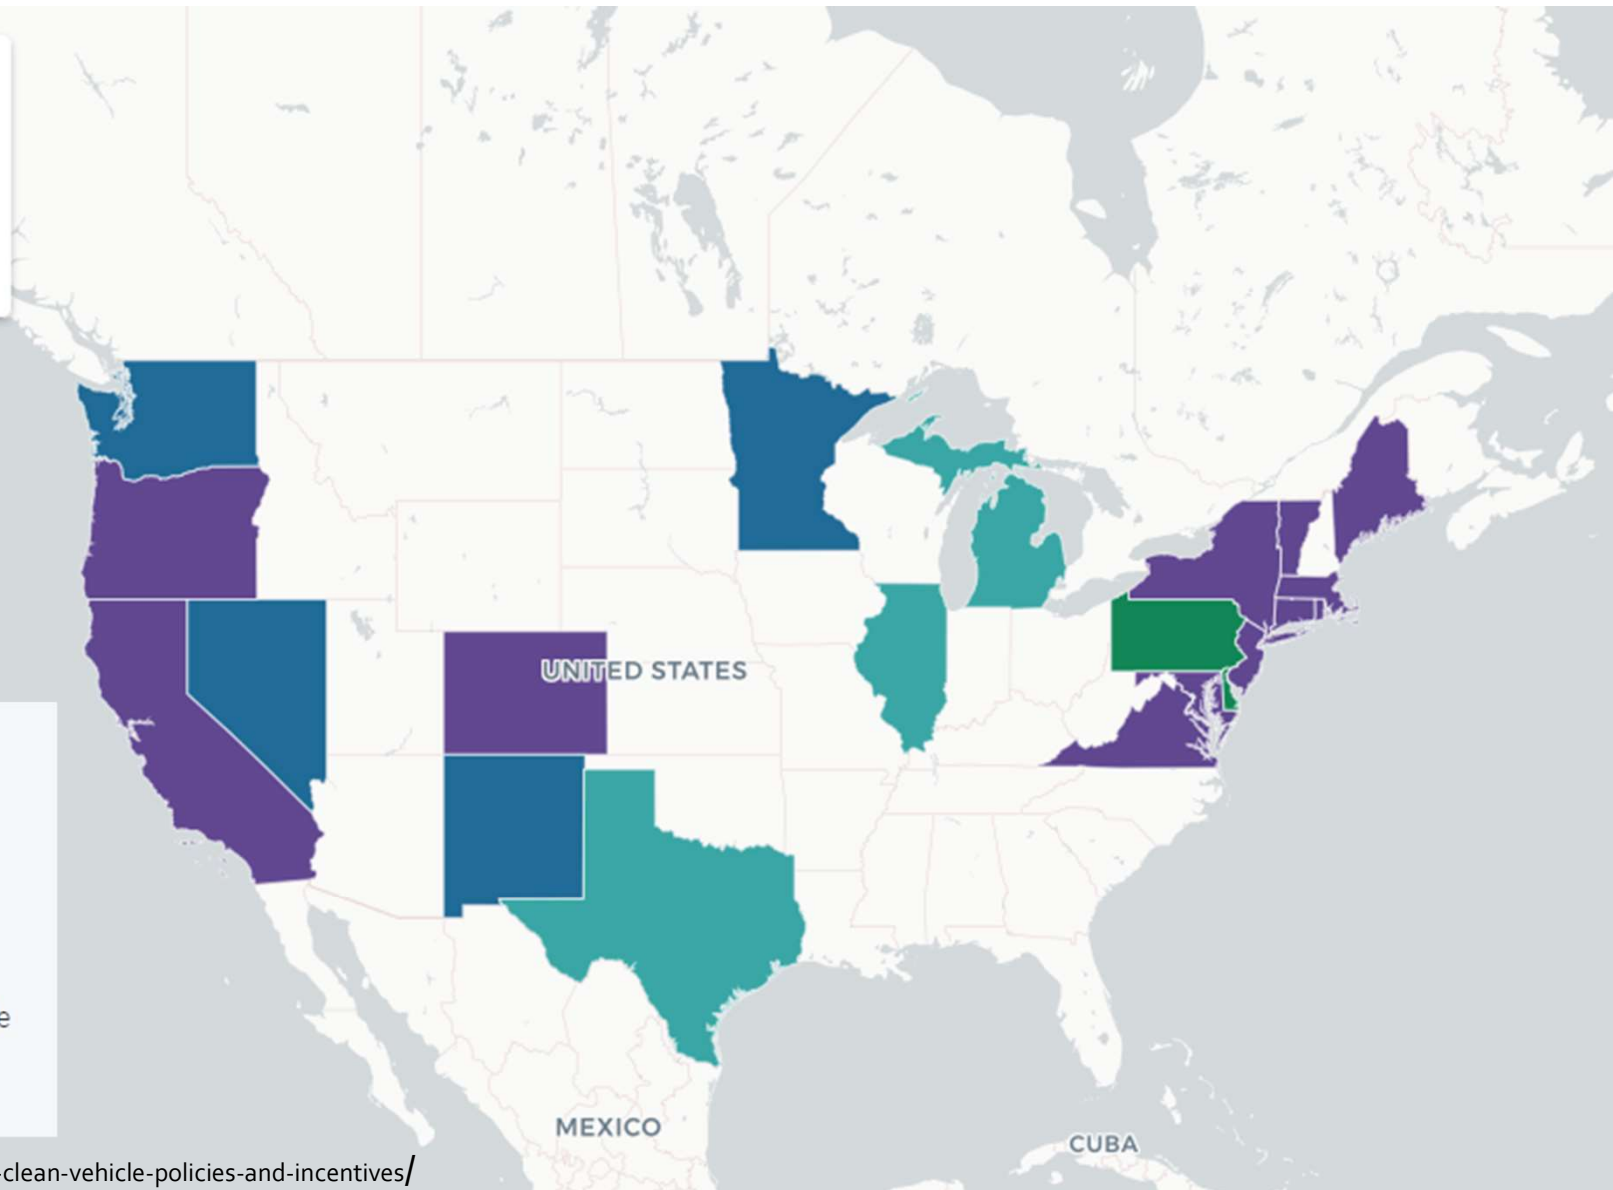 UNITED STATES
e
MEXICO
CUBA
-clean-vehicle-policies-and-incentives/